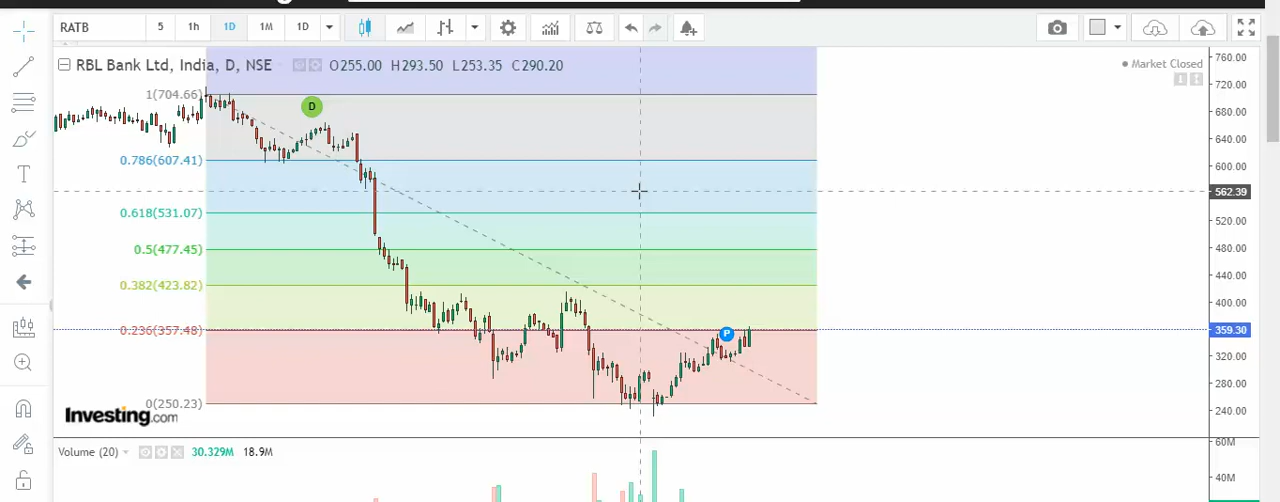 RATB 5 1h 1D 1M 1D
RBL Bank Ltd, India, D, NSE O255.00 H293.50 L253.35 C290.20
Market Closed
1(704.66)
D
0.786(607.41)
0.618(531.07)
0.5(477.45)
0.382(423.82)
0.236(357.48)
P
0(250.23)
Investing.com
760.00
720.00
680.00
640.00
600.00
562.39
520.00
480.00
440.00
400.00
359.30
320.00
280.00
240.00
Volume (20) 30.329M 18.9M
60M
40M
T